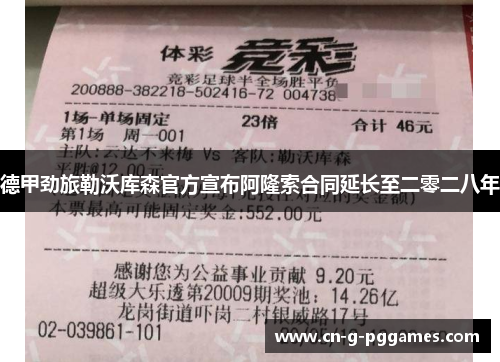 体彩 竞彩
竞彩足球半全场胜平负
200888-382218-502416-72 004738
1场-单场固定 23倍 合计 46元
第1场 周一001
主队:云达不来梅 Vs 客队:勒沃库森
德甲劲旅勒沃库森官方宣布阿隆索合同延长至二零二八年
本票最高可能固定奖金:552.00元
感谢您为公益事业贡献 9.20元
超级大乐透第20009期奖池: 14.26亿
龙岗街道吓岗二村银威路17号
02-039861-101
www.cn-g-pggames.com